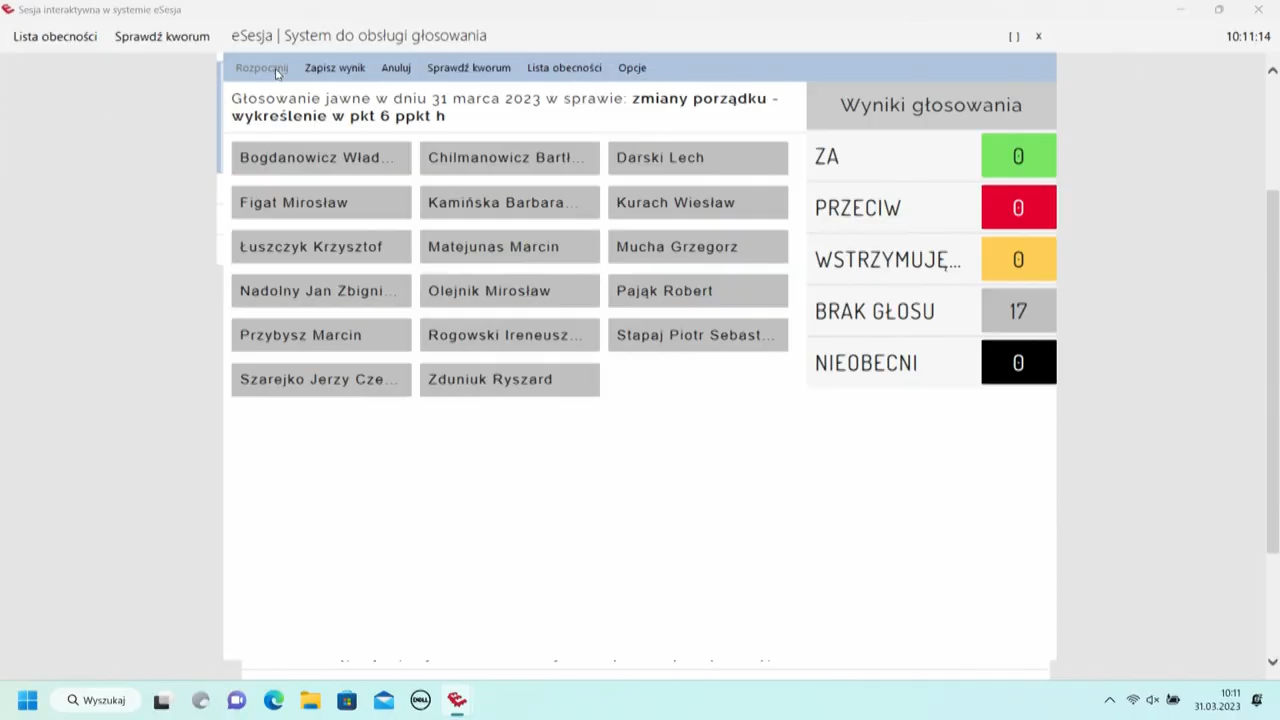 Sesja interaktywna w systemie eSesja
Lista obecności Sprawdź kworum eSesja | System do obsługi głosowania [ ] x 10:11:14
Rozpocznij Zapisz wynik Anuluj Sprawdź kworum Lista obecności Opcje
Głosowanie jawne w dniu 31 marca 2023 w sprawie: zmiany porządku -
wykreślenie w pkt 6 ppkt h
Wyniki głosowania
Bogdanowicz Wład... Chilmanowicz Bartł... Darski Lech
Figat Mirosław Kamińska Barbara... Kurach Wiesław
Łuszczyk Krzysztof Matejunas Marcin Mucha Grzegorz
Nadolny Jan Zbigni... Olejnik Mirosław Pająk Robert
Przybysz Marcin Rogowski Ireneusz... Stapaj Piotr Sebast...
Szarejko Jerzy Cze... Zduniuk Ryszard
ZA 0
PRZECIW 0
WSTRZYMUJĘ... 0
BRAK GŁOSU 17
NIEOBECNI 0
Wyszukaj
DELL
10:11
31.03.2023